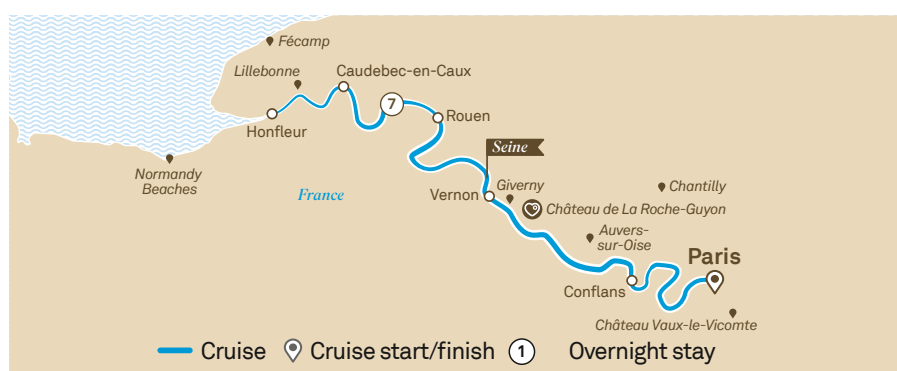 Fécamp
Lillebonne
Caudebec-en-Caux
7
Rouen
Honfleur
Seine
Normandy
Beaches
France
Vernon
Giverny
Chantilly
Château de La Roche-Guyon
Auvers-
sur-Oise
Paris
Conflans
Château Vaux-le-Vicomte
Cruise
Cruise start/finish
1
Overnight stay